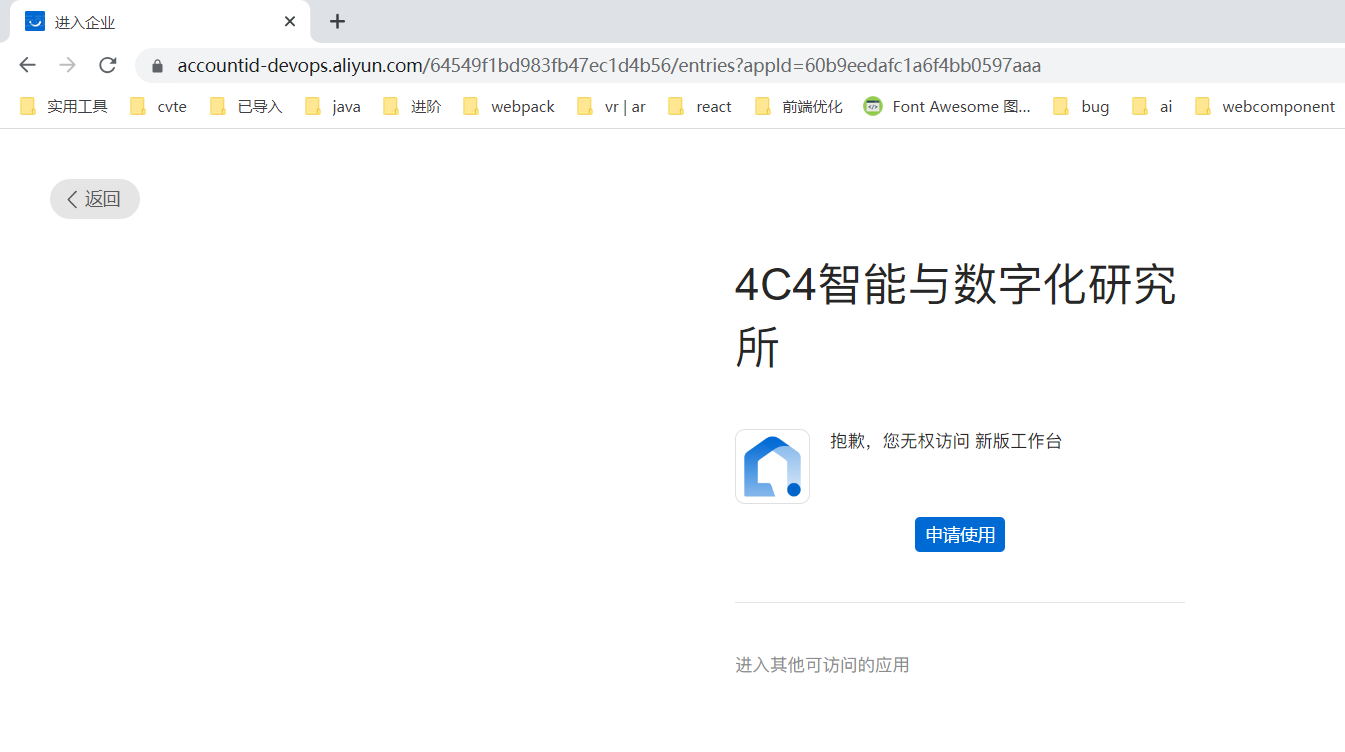 进入企业
accountid-devops.aliyun.com/64549f1bd983fb47ec1d4b56/entries?appId=60b9eedafc1a6f4bb0597aaa
实用工具 cvte 已导入 java 进阶 webpack vr | ar react 前端优化 Font Awesome 图... bug ai webcomponent
返回
4C4智能与数字化研究
所
抱歉，您无权访问 新版工作台
申请使用
进入其他可访问的应用